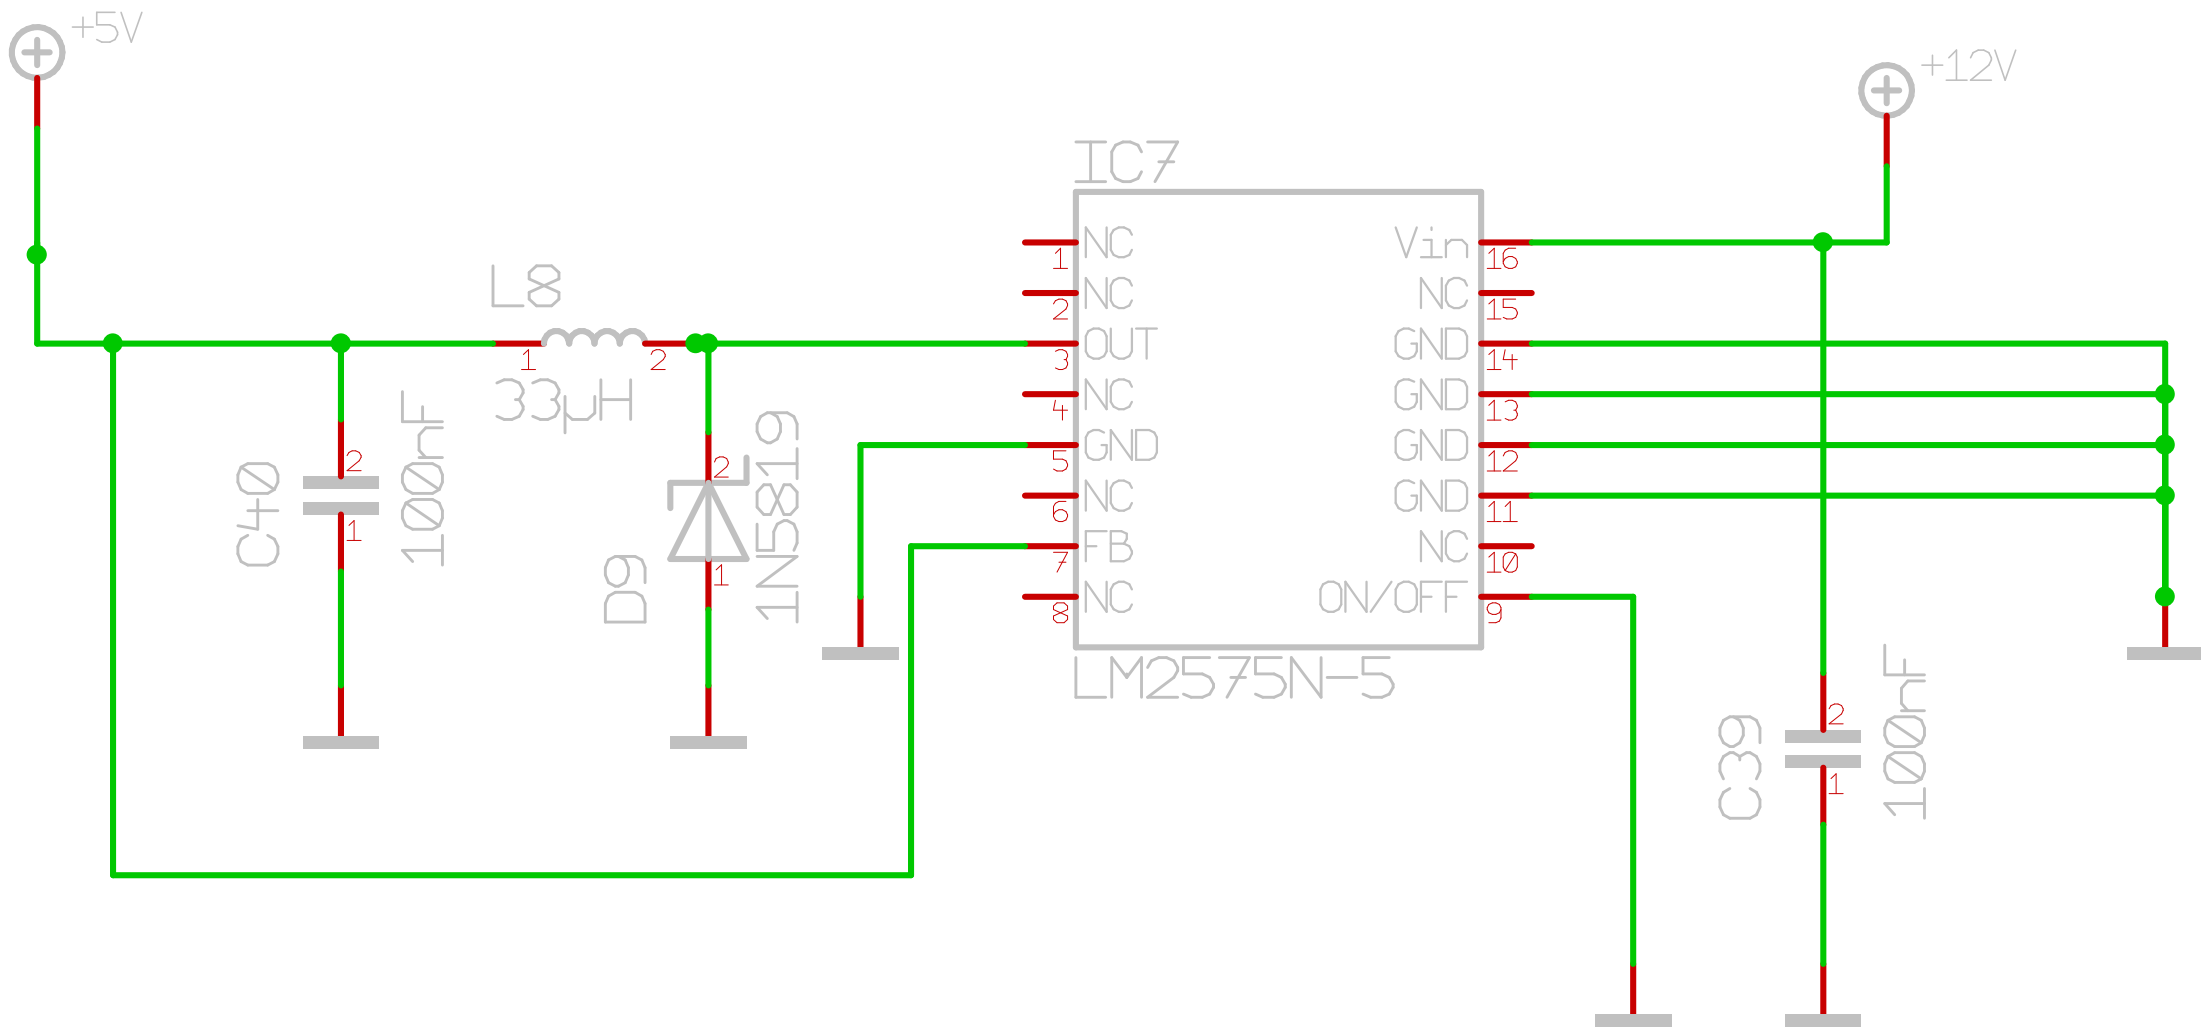 +5V
+12V
IC7
NC
1
NC
2
OUT
3
NC
4
GND
5
NC
6
FB
7
NC
8
Vin
16
NC
15
GND
14
GND
13
GND
12
GND
11
NC
10
ON/OFF
9
LM2575N-5
L8
1
2
33µH
C40
2
1
100nF
D9
2
1
1N5819
C39
2
1
100nF